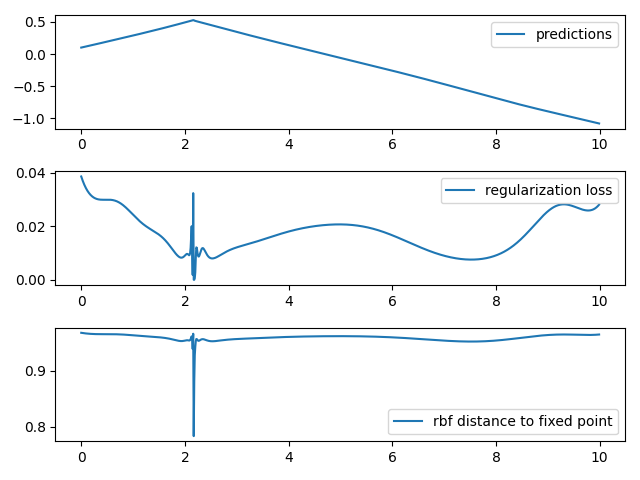 0.5
0.0
−0.5
−1.0
predictions
0 2 4 6 8 10
0.04
0.02
0.00
regularization loss
0 2 4 6 8 10
0.9
0.8
rbf distance to fixed point
0 2 4 6 8 10